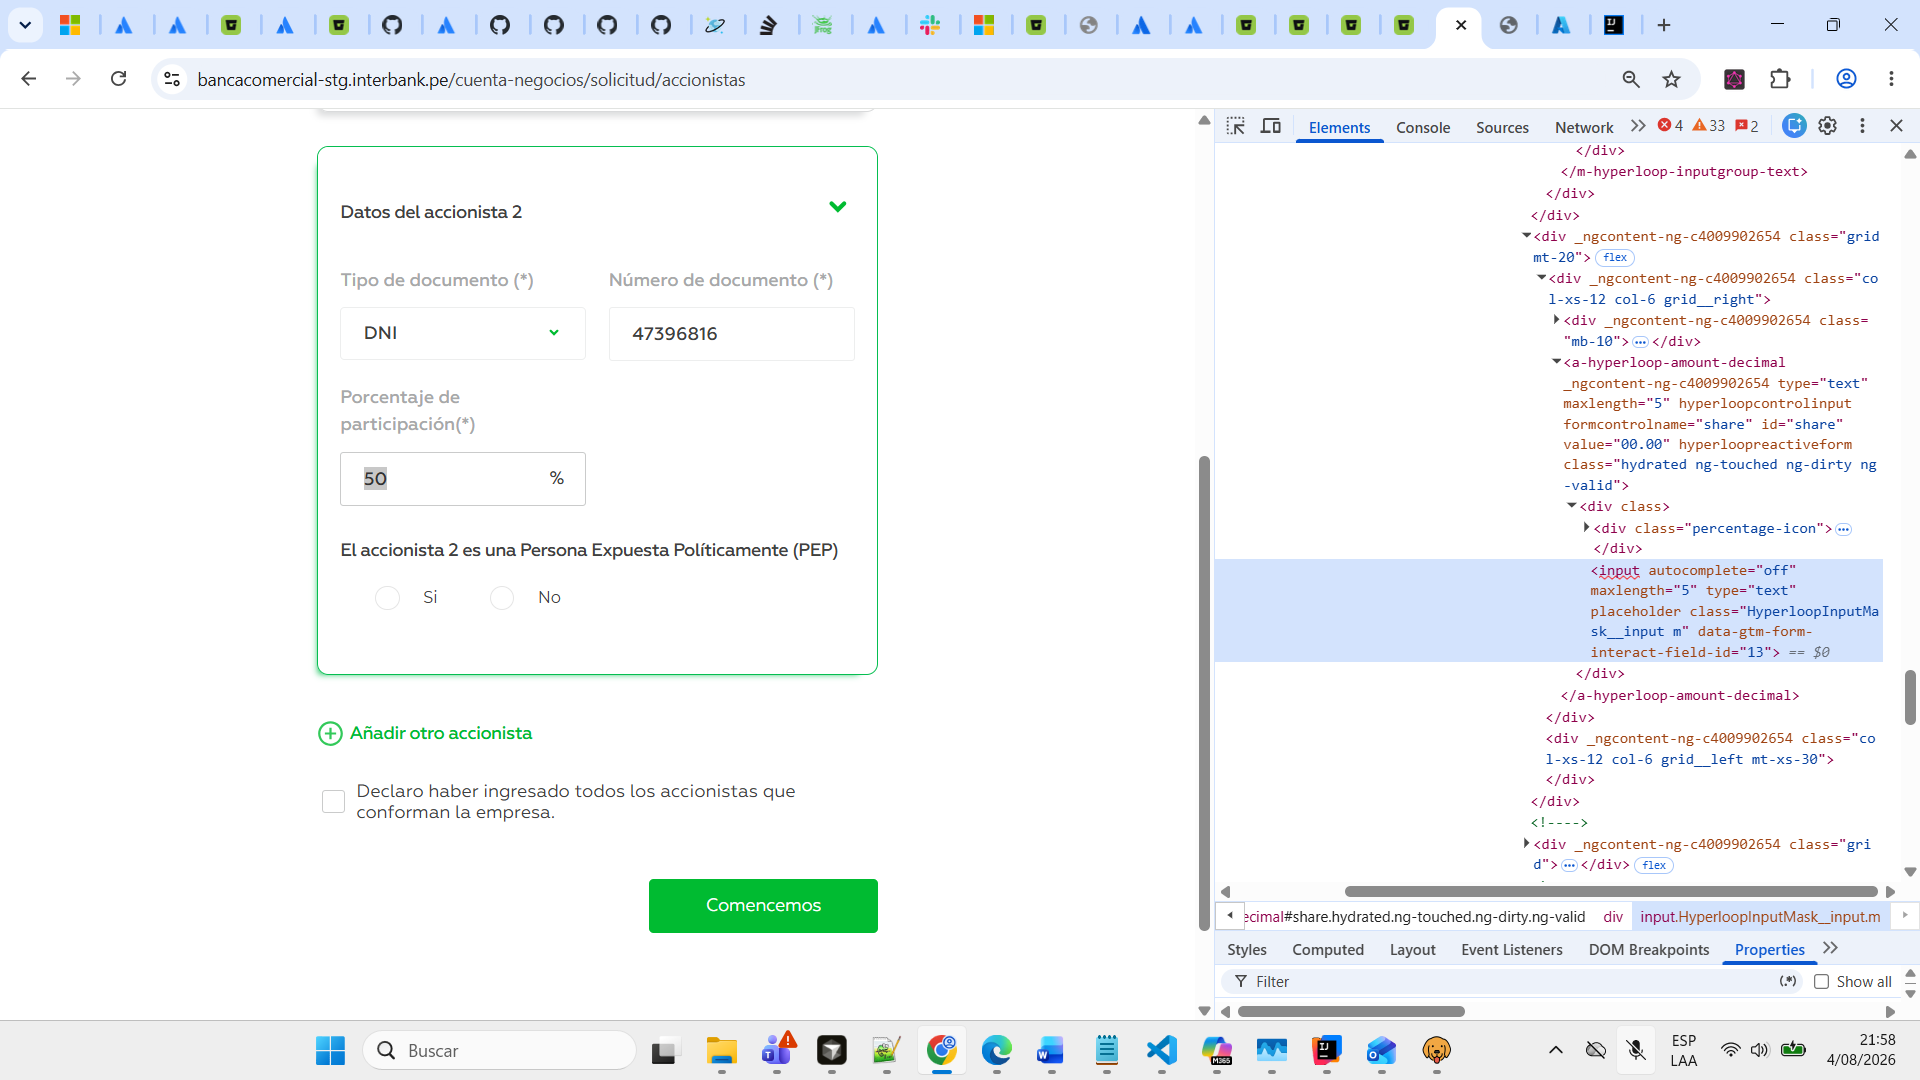 bancacomercial-stg.interbank.pe/cuenta-negocios/solicitud/accionistas
Datos del accionista 2
Tipo de documento (*)
Número de documento (*)
DNI
47396816
Porcentaje de
participación(*)
50
%
El accionista 2 es una Persona Expuesta Políticamente (PEP)
Si
No
Añadir otro accionista
Declaro haber ingresado todos los accionistas que
conforman la empresa.
Comencemos
Elements
Console
Sources
Network
4
33
2
</div>
</m-hyperloop-inputgroup-text>
</div>
</div>
<div _ngcontent-ng-c4009902654 class="grid
mt-20"> flex
<div _ngcontent-ng-c4009902654 class="co
l-xs-12 col-6 grid__right">
<div _ngcontent-ng-c4009902654 class=
"mb-10"> … </div>
<a-hyperloop-amount-decimal
_ngcontent-ng-c4009902654 type="text"
maxlength="5" hyperloopcontrolinput
formcontrolname="share" id="share"
value="00.00" hyperloopreactiveform
class="hydrated ng-touched ng-dirty ng
-valid">
<div class>
<div class="percentage-icon"> …
</div>
<input autocomplete="off"
maxlength="5" type="text"
placeholder class="HyperloopInputMa
sk__input m" data-gtm-form-
interact-field-id="13"> == $0
</div>
</a-hyperloop-amount-decimal>
</div>
<div _ngcontent-ng-c4009902654 class="co
l-xs-12 col-6 grid__left mt-xs-30">
</div>
</div>
<!---->
<div _ngcontent-ng-c4009902654 class="gri
d"> … </div> flex
ecimal#share.hydrated.ng-touched.ng-dirty.ng-valid
div
input.HyperloopInputMask__input.m
Styles
Computed
Layout
Event Listeners
DOM Breakpoints
Properties
Filter
(.*)
Show all
Buscar
ESP
LAA
21:58
4/08/2026